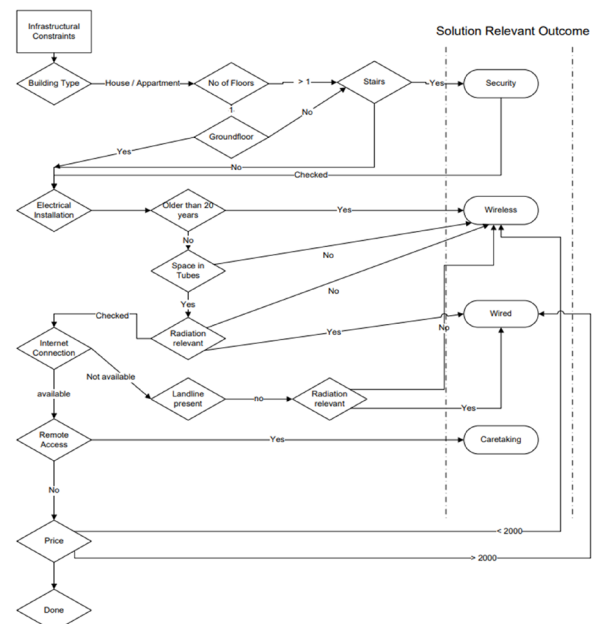 Infrastructural
Constraints
Solution Relevant Outcome
Building Type
House / Appartment
No of Floors
> 1
Stairs
Yes
Security
1
No
Groundfloor
Yes
No
Checked
Electrical
Installation
Older than 20
years
Yes
Wireless
No
No
Space in
Tubes
No
Yes
Checked
Radiation
relevant
Yes
No
Wired
Internet
Connection
Not available
available
Landline
present
no
Radiation
relevant
Yes
Remote
Access
Yes
Caretaking
No
Price
< 2000
> 2000
Done